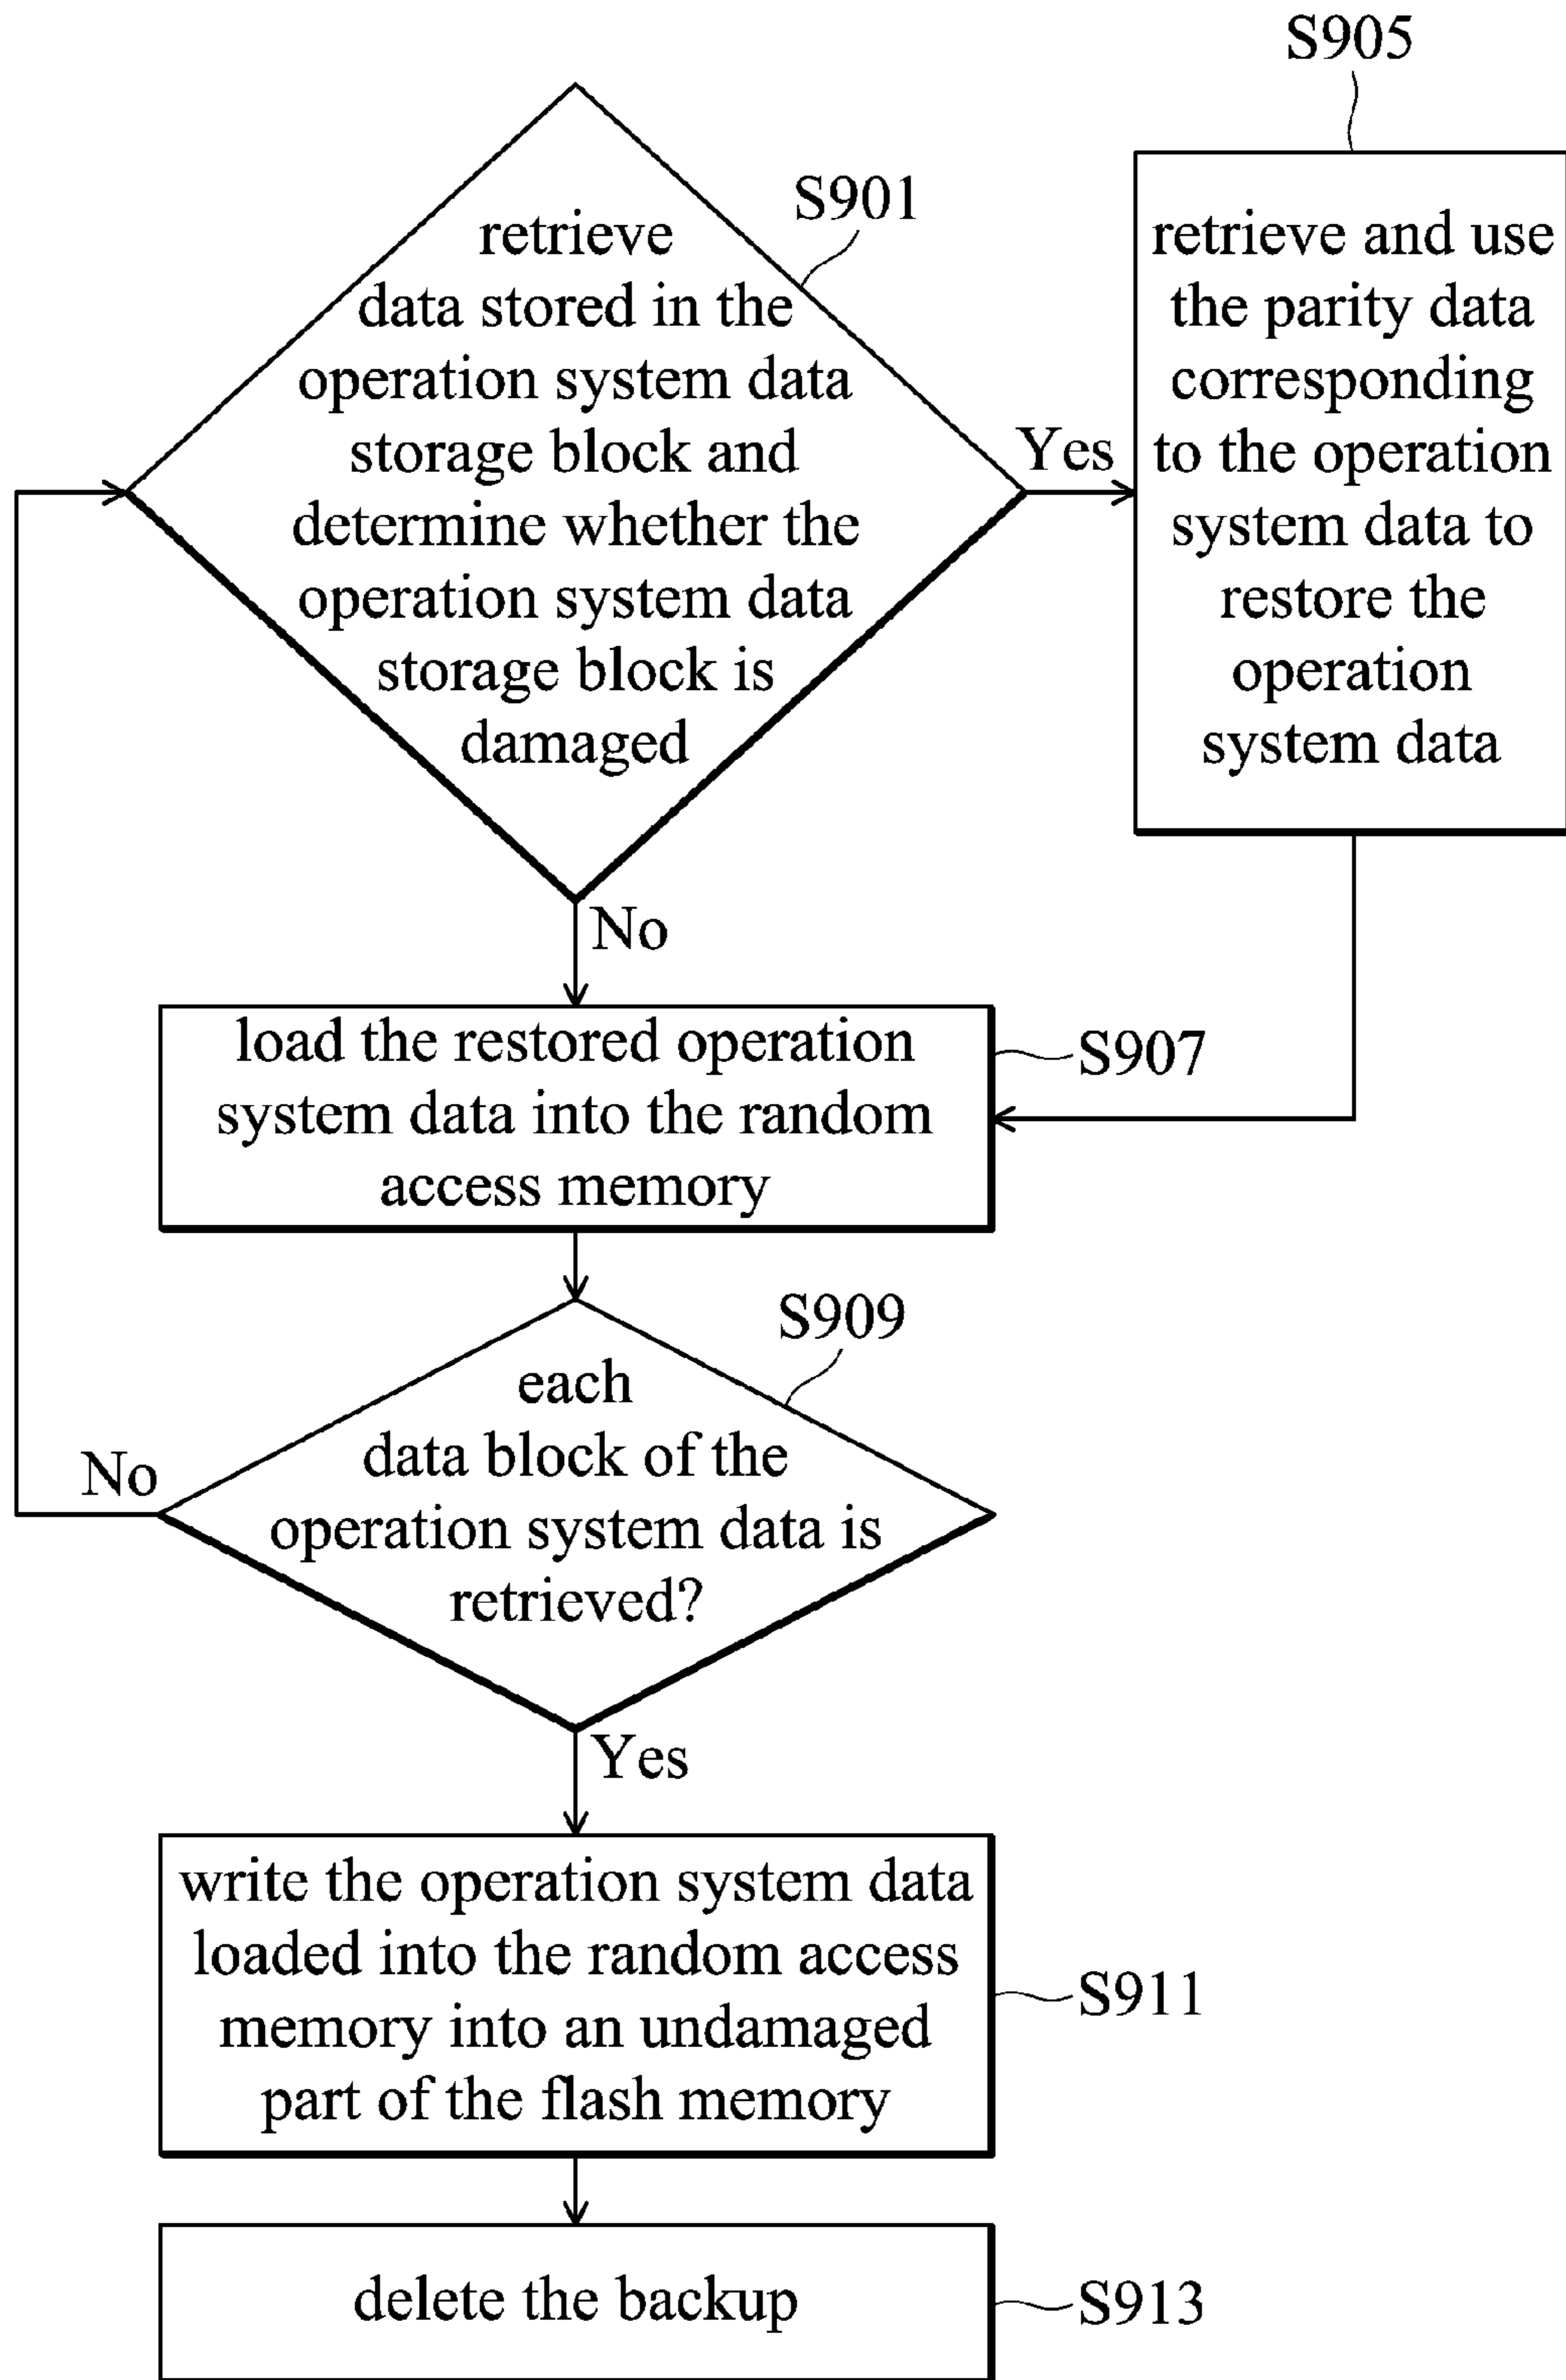 S905
S901
retrieve
data stored in the
operation system data
storage block and
determine whether the
operation system data
storage block is
damaged
Yes
retrieve and use
the parity data
corresponding
to the operation
system data to
restore the
operation
system data
No
load the restored operation
system data into the random
access memory
S907
S909
each
data block of the
operation system data is
retrieved?
No
Yes
write the operation system data
loaded into the random access
memory into an undamaged
part of the flash memory
S911
delete the backup
S913